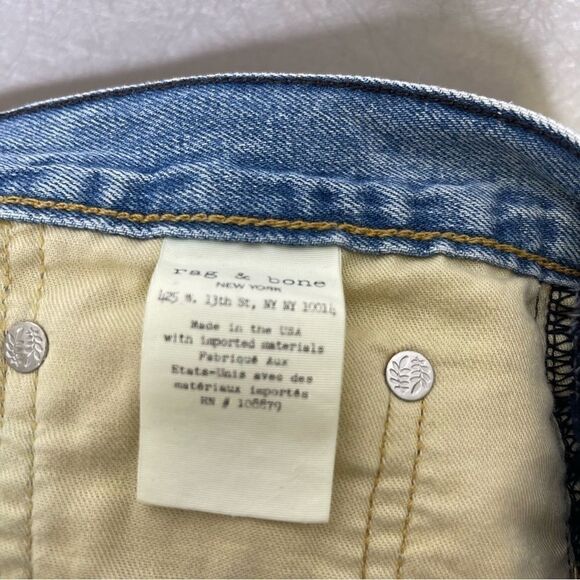 rag & bone
NEW YORK
425 W. 13th St, NY NY 10014
Made in the USA
with imported materials
Fabriqué Aux
Etats-Unis avec des
matériaux importés
RN # 108879